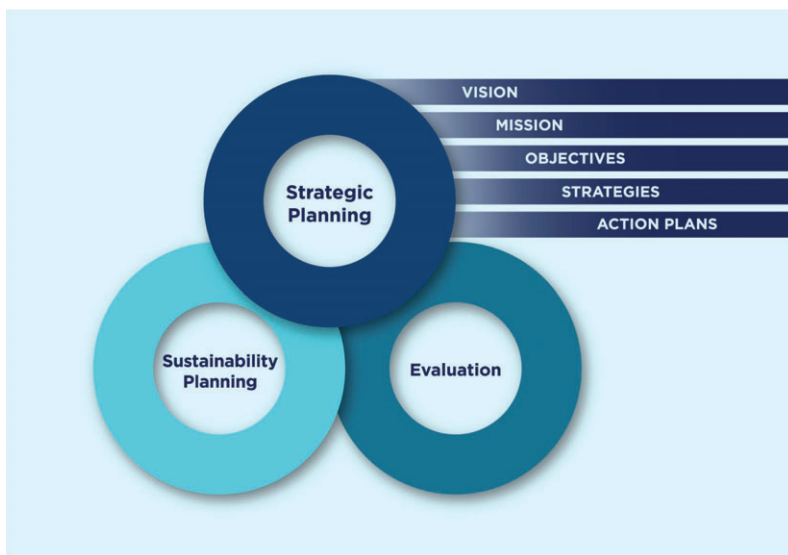 VISION
MISSION
OBJECTIVES
STRATEGIES
ACTION PLANS
Strategic
Planning
Sustainability
Planning
Evaluation